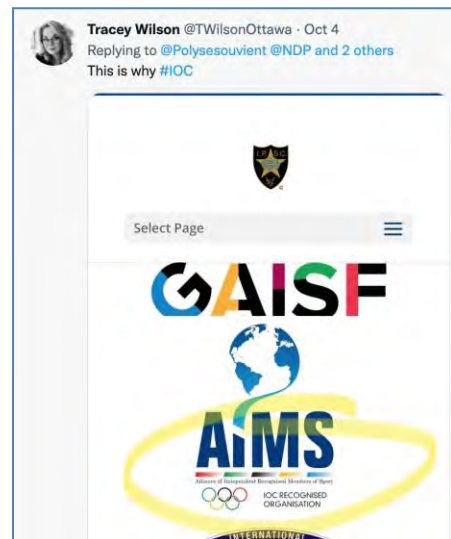 Tracey Wilson @TWilsonOttawa · Oct 4
Replying to @Polysesouvient @NDP and 2 others
This is why #IOC
I.P.S.C.
Select Page
GAISF
AIMS
Alliance of Independent Recognised Members of Sport
IOC RECOGNISED
ORGANISATION
INTERNATIONAL